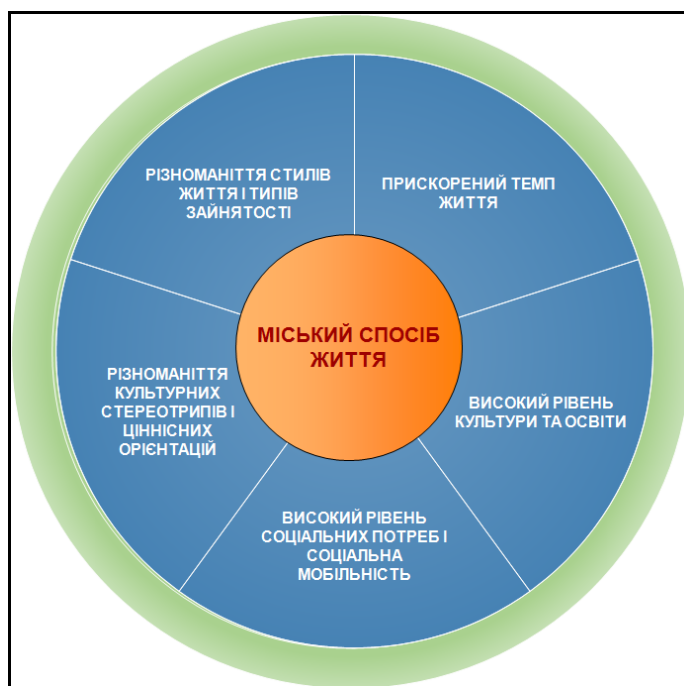 РІЗНОМАНІТТЯ СТИЛІВ
ЖИТТЯ І ТИПІВ
ЗАЙНЯТОСТІ
ПРИСКОРЕНИЙ ТЕМП
ЖИТТЯ
МІСЬКИЙ СПОСІБ
ЖИТТЯ
РІЗНОМАНІТТЯ
КУЛЬТУРНИХ
СТЕРЕОТРИПІВ І
ЦІННІСНИХ
ОРІЄНТАЦІЙ
ВИСОКИЙ РІВЕНЬ
КУЛЬТУРИ ТА ОСВІТИ
ВИСОКИЙ РІВЕНЬ
СОЦІАЛЬНИХ ПОТРЕБ І
СОЦІАЛЬНА
МОБІЛЬНІСТЬ